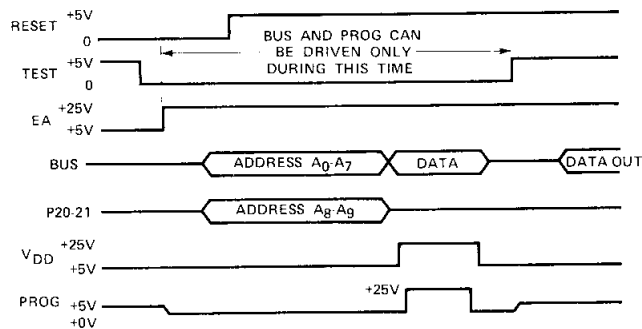 RESET +5V
0
BUS AND PROG CAN
BE DRIVEN ONLY
DURING THIS TIME
TEST +5V
0
EA +25V
+5V
BUS ADDRESS A0-A7 DATA DATA OUT
P20-21 ADDRESS A8-A9
VDD +25V
+5V
PROG +5V +25V
+0V